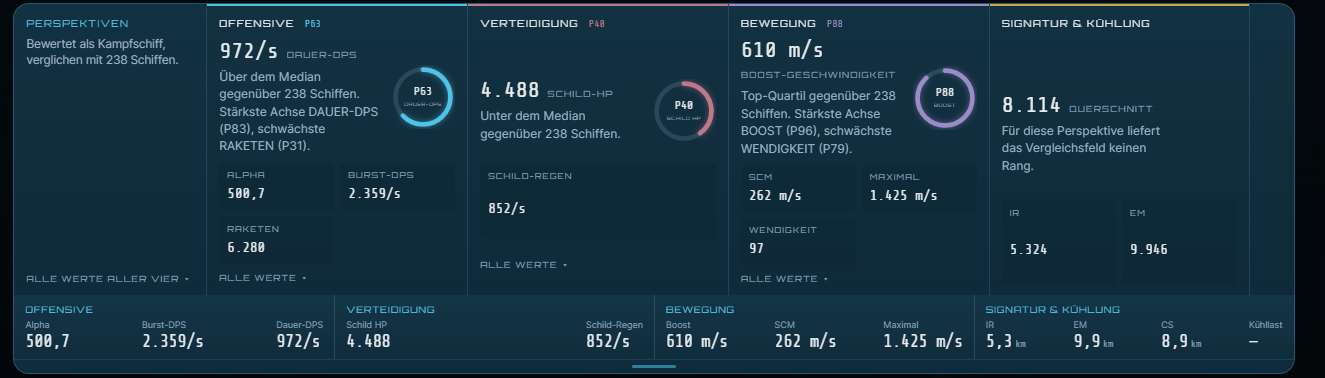 PERSPEKTIVEN
Bewertet als Kampfschiff,
verglichen mit 238 Schiffen.
ALLE WERTE ALLER VIER
OFFENSIVE P63
972/s DAUER-DPS
Über dem Median
gegenüber 238 Schiffen.
Stärkste Achse DAUER-DPS
(P83), schwächste
RAKETEN (P31).
P63
DAUER-DPS
ALPHA
500,7
BURST-DPS
2.359/s
RAKETEN
6.280
ALLE WERTE
VERTEIDIGUNG P40
4.488 SCHILD-HP
Unter dem Median
gegenüber 238 Schiffen.
P40
SCHILD HP
SCHILD-REGEN
852/s
ALLE WERTE
BEWEGUNG P88
610 m/s
BOOST-GESCHWINDIGKEIT
Top-Quartil gegenüber 238
Schiffen. Stärkste Achse
BOOST (P96), schwächste
WENDIGKEIT (P79).
P88
BOOST
SCM
262 m/s
MAXIMAL
1.425 m/s
WENDIGKEIT
97
ALLE WERTE
SIGNATUR & KÜHLUNG
8.114 QUERSCHNITT
Für diese Perspektive liefert
das Vergleichsfeld keinen
Rang.
IR
5.324
EM
9.946
OFFENSIVE
Alpha Burst-DPS Dauer-DPS
500,7 2.359/s 972/s
VERTEIDIGUNG
Schild HP Schild-Regen
4.488 852/s
BEWEGUNG
Boost SCM Maximal
610 m/s 262 m/s 1.425 m/s
SIGNATUR & KÜHLUNG
IR EM CS Kühllast
5,3 km 9,9 km 8,9 km –